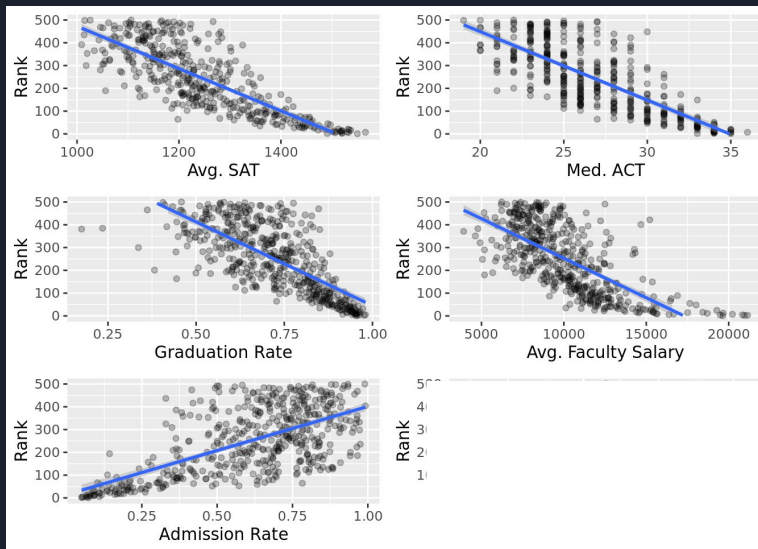 500
400
300
200
100
0
Rank
1000 1200 1400
Avg. SAT
500
400
300
200
100
0
Rank
20 25 30 35
Med. ACT
500
400
300
200
100
0
Rank
0.25 0.50 0.75 1.00
Graduation Rate
500
400
300
200
100
0
Rank
5000 10000 15000 20000
Avg. Faculty Salary
500
400
300
200
100
0
Rank
0.25 0.50 0.75 1.00
Admission Rate
Rank